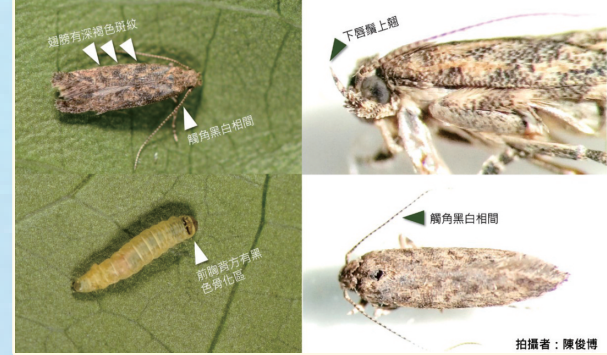 翅膀有深褐色斑紋
觸角黑白相間
下唇鬚上翹
前胸背方有黑
色骨化區
觸角黑白相間
拍攝者：陳俊博